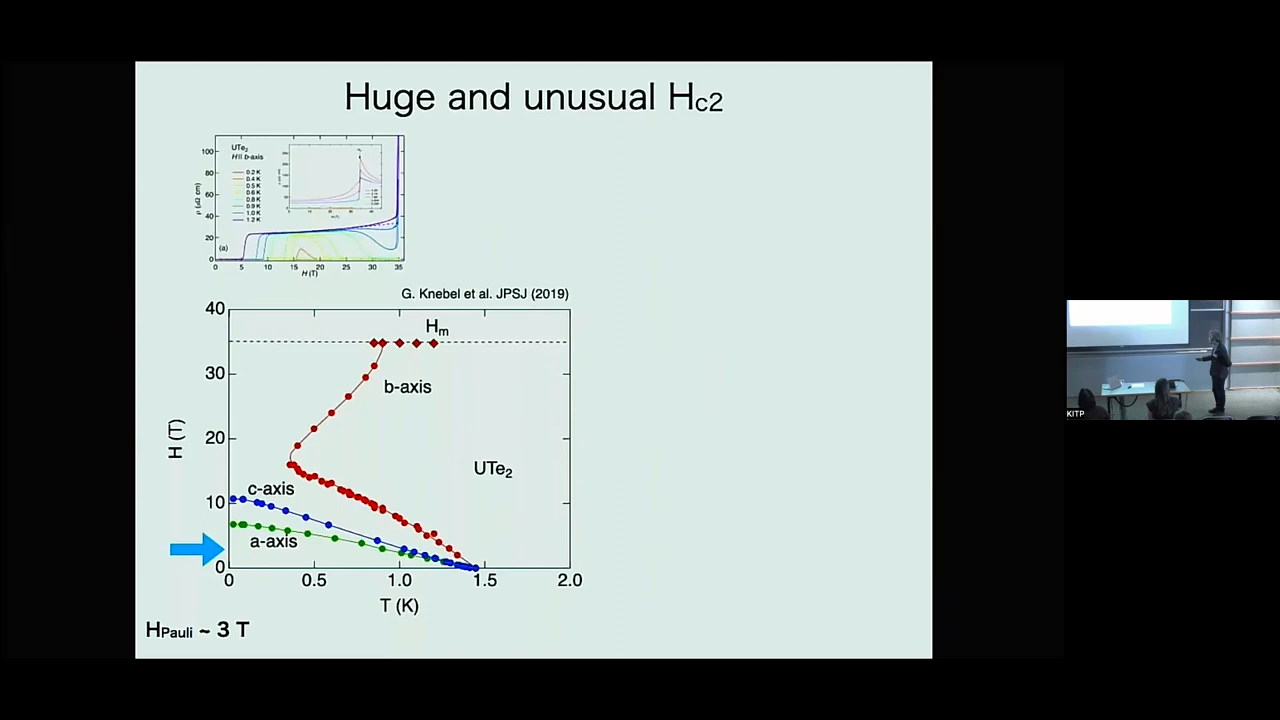 Huge and unusual Hc2
UTe2
H || b-axis
0.2 K
0.4 K
0.5 K
0.6 K
0.8 K
0.9 K
1.0 K
1.2 K
ρ (μΩ cm)
100
80
60
40
20
0
(a)
0 5 10 15 20 25 30 35
H (T)
G. Knebel et al. JPSJ (2019)
40
Hm
30
b-axis
H (T)
20
UTe2
c-axis
10
a-axis
0
0 0.5 1.0 1.5 2.0
T (K)
HPauli ~ 3 T
KITP